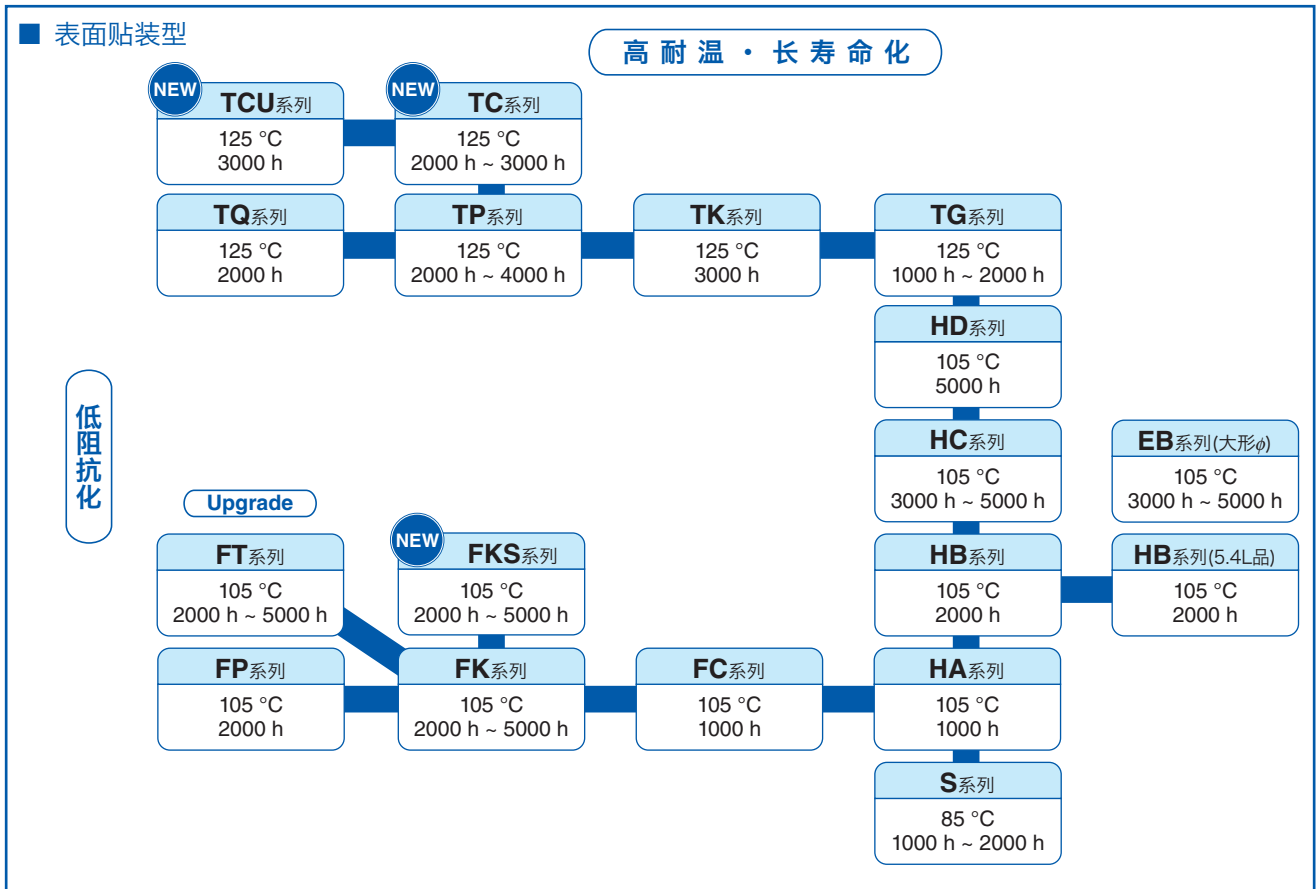 ■ 表面贴装型
高耐温・长寿命化
NEW
TCU系列
125 °C
3000 h
NEW
TC系列
125 °C
2000 h ~ 3000 h
TQ系列
125 °C
2000 h
TP系列
125 °C
2000 h ~ 4000 h
TK系列
125 °C
3000 h
TG系列
125 °C
1000 h ~ 2000 h
HD系列
105 °C
5000 h
低阻抗化
HC系列
105 °C
3000 h ~ 5000 h
EB系列(大形ϕ)
105 °C
3000 h ~ 5000 h
Upgrade
FT系列
105 °C
2000 h ~ 5000 h
NEW
FKS系列
105 °C
2000 h ~ 5000 h
HB系列
105 °C
2000 h
HB系列(5.4L品)
105 °C
2000 h
FP系列
105 °C
2000 h
FK系列
105 °C
2000 h ~ 5000 h
FC系列
105 °C
1000 h
HA系列
105 °C
1000 h
S系列
85 °C
1000 h ~ 2000 h